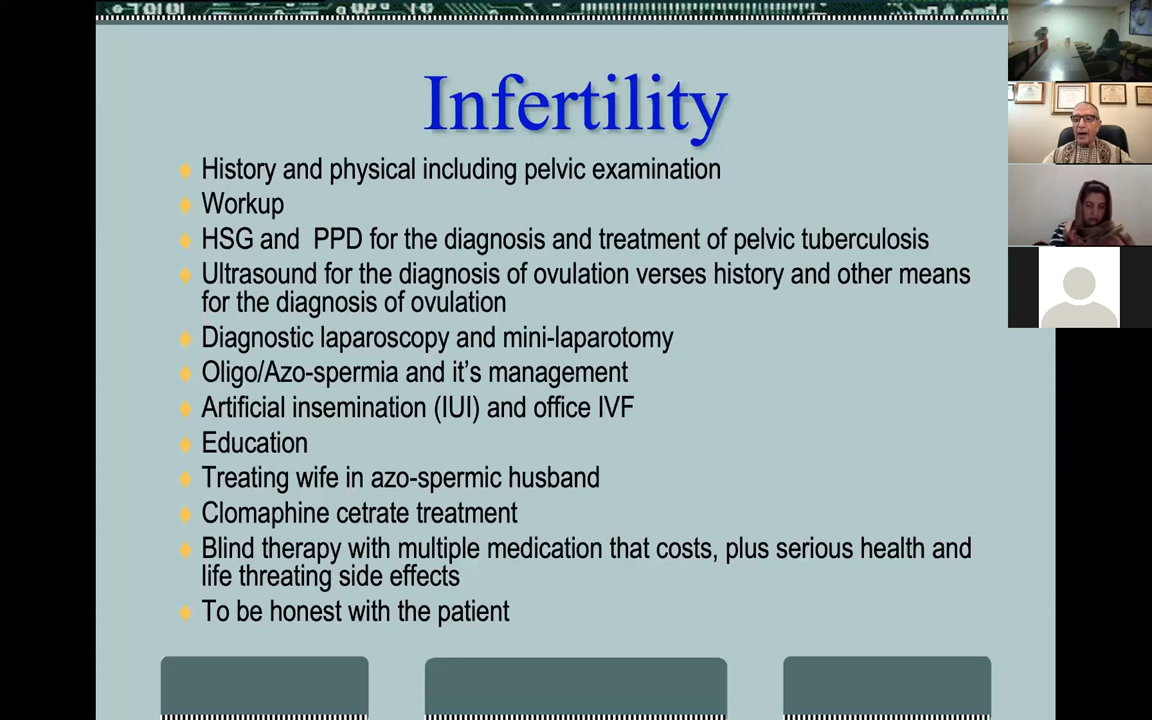 Infertility
History and physical including pelvic examination
Workup
HSG and PPD for the diagnosis and treatment of pelvic tuberculosis
Ultrasound for the diagnosis of ovulation verses history and other means
for the diagnosis of ovulation
Diagnostic laparoscopy and mini-laparotomy
Oligo/Azo-spermia and it's management
Artificial insemination (IUI) and office IVF
Education
Treating wife in azo-spermic husband
Clomaphine cetrate treatment
Blind therapy with multiple medication that costs, plus serious health and
life threating side effects
To be honest with the patient